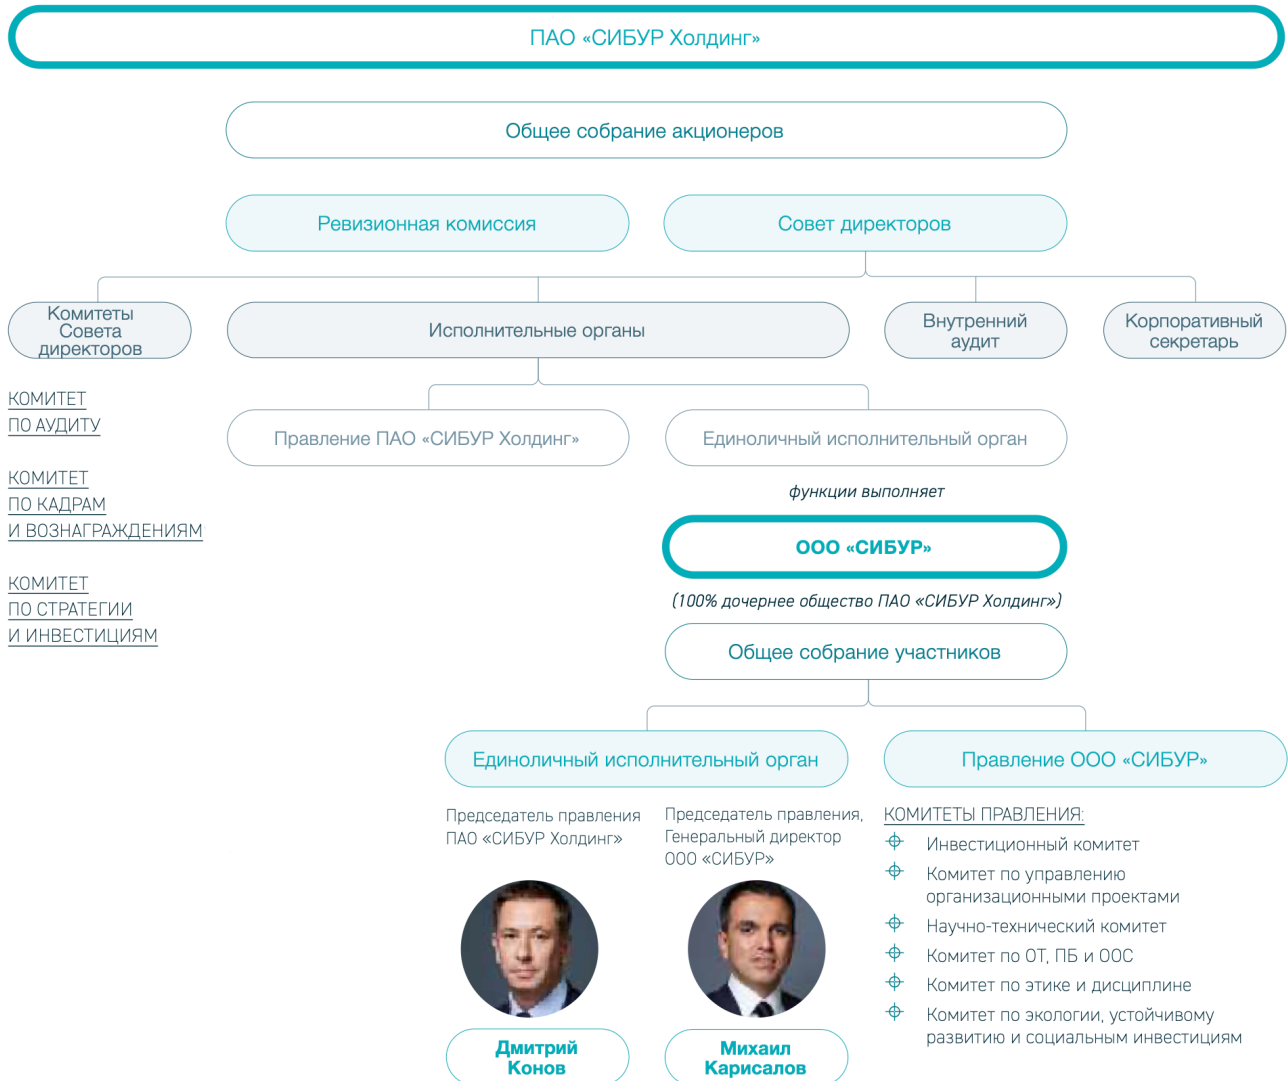 ПАО «СИБУР Холдинг»
Общее собрание акционеров
Ревизионная комиссия
Совет директоров
Комитеты
Совета
директоров
Исполнительные органы
Внутренний
аудит
Корпоративный
секретарь
КОМИТЕТ
ПО АУДИТУ
КОМИТЕТ
ПО КАДРАМ
И ВОЗНАГРАЖДЕНИЯМ
КОМИТЕТ
ПО СТРАТЕГИИ
И ИНВЕСТИЦИЯМ
Правление ПАО «СИБУР Холдинг»
Единоличный исполнительный орган
функции выполняет
ООО «СИБУР»
(100% дочернее общество ПАО «СИБУР Холдинг»)
Общее собрание участников
Единоличный исполнительный орган
Правление ООО «СИБУР»
Председатель правления
ПАО «СИБУР Холдинг»
Председатель правления,
Генеральный директор
ООО «СИБУР»
Дмитрий
Конов
Михаил
Карисалов
КОМИТЕТЫ ПРАВЛЕНИЯ:
Инвестиционный комитет
Комитет по управлению
организационными проектами
Научно-технический комитет
Комитет по ОТ, ПБ и ООС
Комитет по этике и дисциплине
Комитет по экологии, устойчивому
развитию и социальным инвестициям